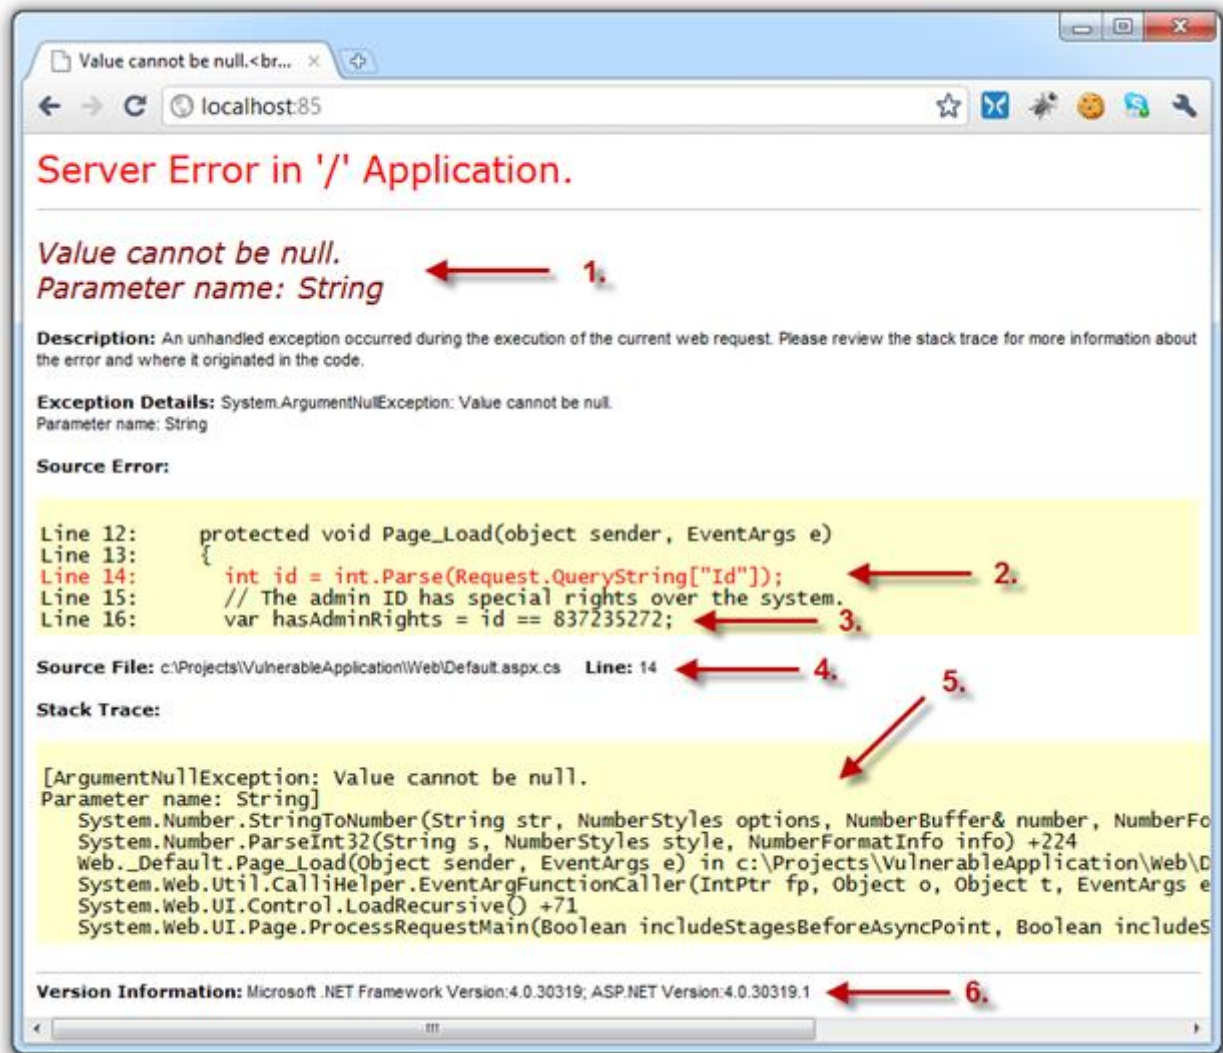 Value cannot be null.<br...
localhost:85
Server Error in '/' Application.
Value cannot be null.
Parameter name: String
1.
Description: An unhandled exception occurred during the execution of the current web request. Please review the stack trace for more information about
the error and where it originated in the code.
Exception Details: System.ArgumentNullException: Value cannot be null.
Parameter name: String
Source Error:
Line 12:     protected void Page_Load(object sender, EventArgs e)
Line 13:     {
Line 14:       int id = int.Parse(Request.QueryString["Id"]);
2.
Line 15:       // The admin ID has special rights over the system.
Line 16:       var hasAdminRights = id == 837235272;
3.
Source File: c:\Projects\VulnerableApplication\Web\Default.aspx.cs    Line: 14
4.
5.
Stack Trace:
[ArgumentNullException: Value cannot be null.
Parameter name: String]
   System.Number.StringToNumber(String str, NumberStyles options, NumberBuffer& number, NumberFo
   System.Number.ParseInt32(String s, NumberStyles style, NumberFormatInfo info) +224
   Web._Default.Page_Load(Object sender, EventArgs e) in c:\Projects\VulnerableApplication\Web\D
   System.Web.Util.CalliHelper.EventArgFunctionCaller(IntPtr fp, Object o, Object t, EventArgs e
   System.Web.UI.Control.LoadRecursive() +71
   System.Web.UI.Page.ProcessRequestMain(Boolean includeStagesBeforeAsyncPoint, Boolean includeS
Version Information: Microsoft .NET Framework Version:4.0.30319; ASP.NET Version:4.0.30319.1
6.